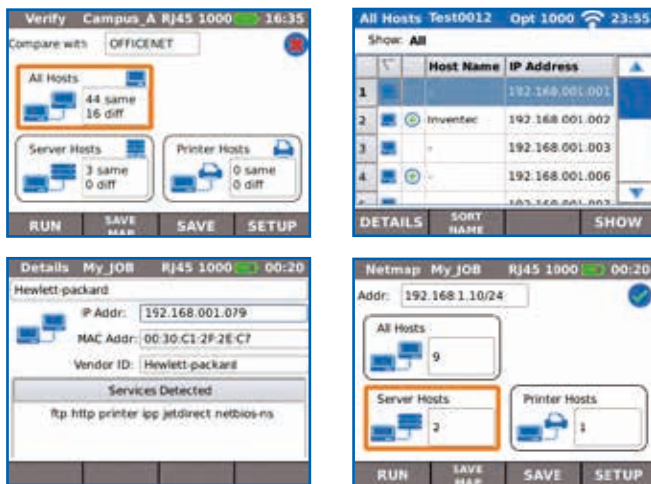 Verify Campus_A RJ45 1000 16:35
Compare with OFFICENET
All Hosts
44 same
16 diff
Server Hosts
3 same
0 diff
Printer Hosts
0 same
0 diff
RUN SAVE MAP SAVE SETUP
All Hosts Test0012 Opt 1000 23:55
Show: All
Host Name IP Address
1 - 192.168.001.001
2 Inventec 192.168.001.002
3 - 192.168.001.003
4 - 192.168.001.006
DETAILS SORT NAME SHOW
Details My_JOB RJ45 1000 00:20
Hewlett-packard
IP Addr: 192.168.001.079
MAC Addr: 00:30:C1:2F:2E:C7
Vendor ID: Hewlett-packard
Services Detected
ftp http printer ipp jetdirect netbios-ns
Netmap My_JOB RJ45 1000 00:20
Addr: 192.168.1.10/24
All Hosts
9
Server Hosts
2
Printer Hosts
1
RUN SAVE MAP SAVE SETUP